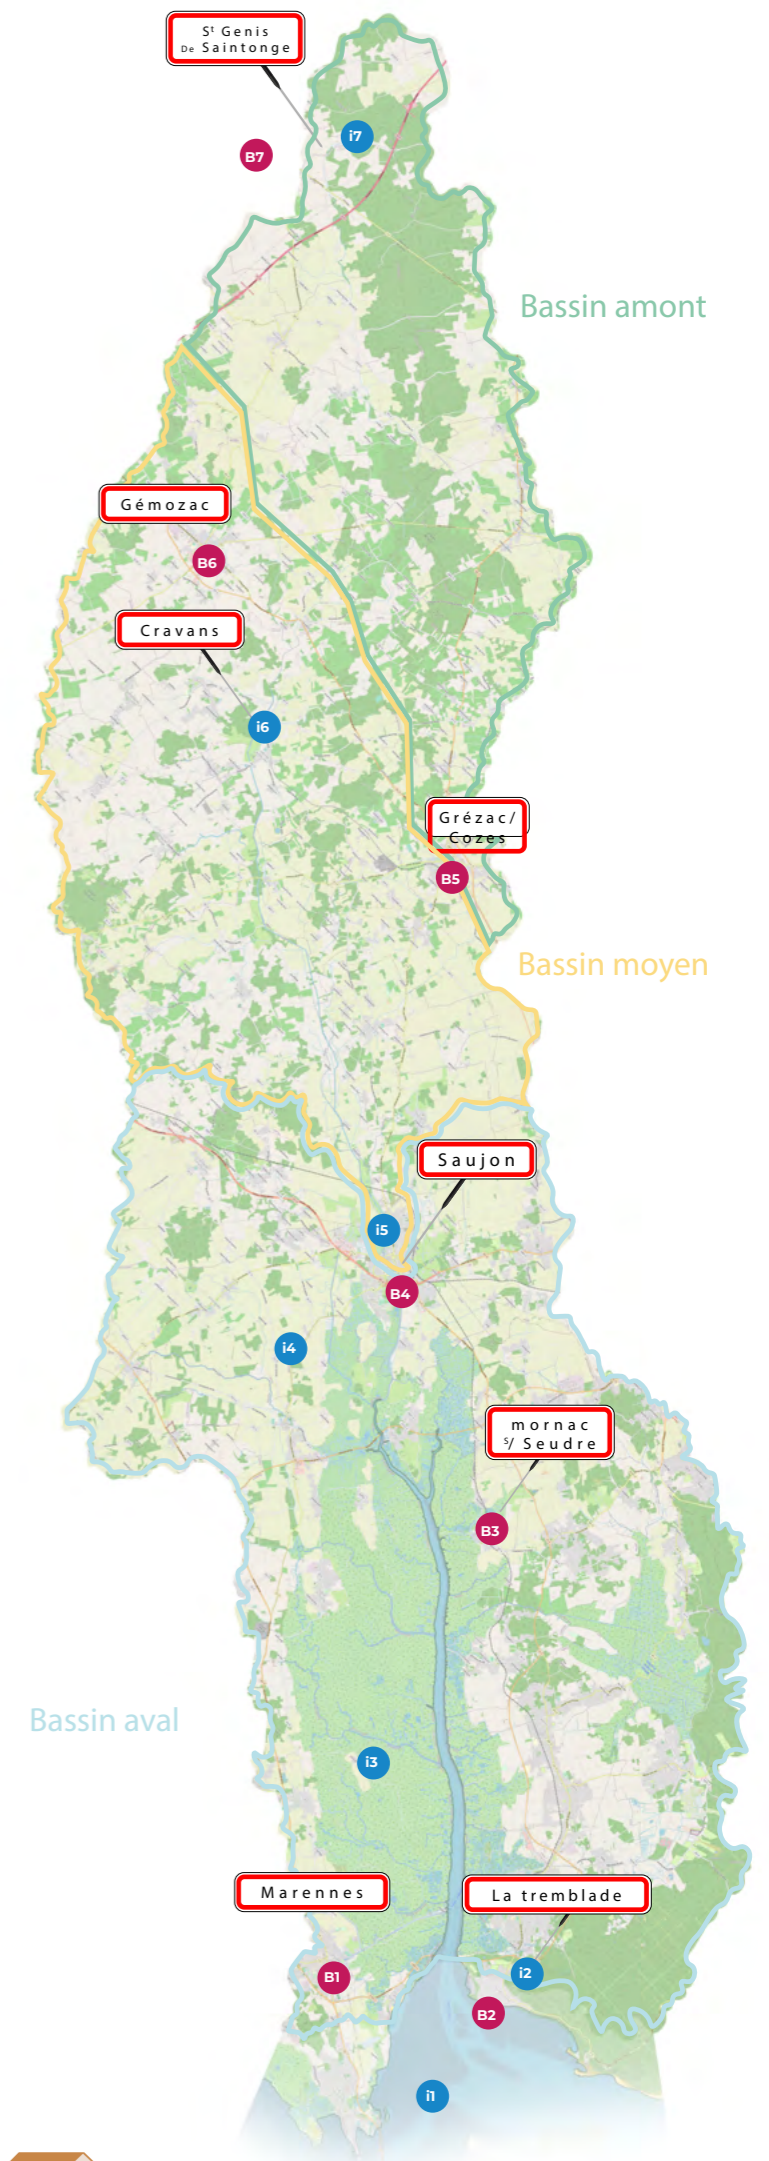 St Genis
De Saintonge
i7
B7
Bassin amont
Gémozac
B6
Cravans
i6
Grézac/
Cozes
B5
Bassin moyen
Saujon
i5
B4
i4
mornac
S/ Seudre
B3
Bassin aval
i3
Marennes
La tremblade
B1
i2
B2
i1